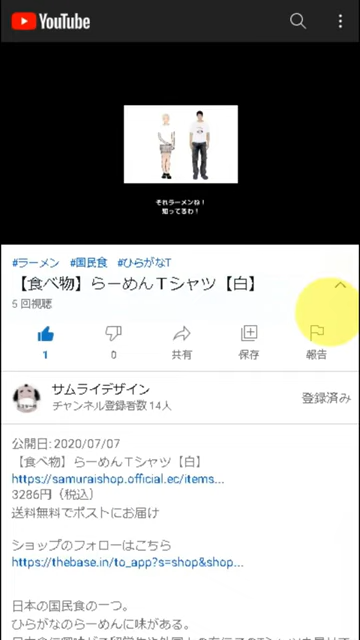 YouTube
それラーメンね！
知ってるわ！
#ラーメン #国民食 #ひらがなT
【食べ物】らーめんTシャツ【白】
5 回視聴
1
0
共有
保存
報告
サムライデザイン
チャンネル登録者数 14人
登録済み
公開日: 2020/07/07
【食べ物】らーめんTシャツ【白】
https://samuraishop.official.ec/items...
3286円（税込）
送料無料でポストにお届け
ショップのフォローはこちら
https://thebase.in/to_app?s=shop&shop...
日本の国民食の一つ。
ひらがなのらーめんに味がある。